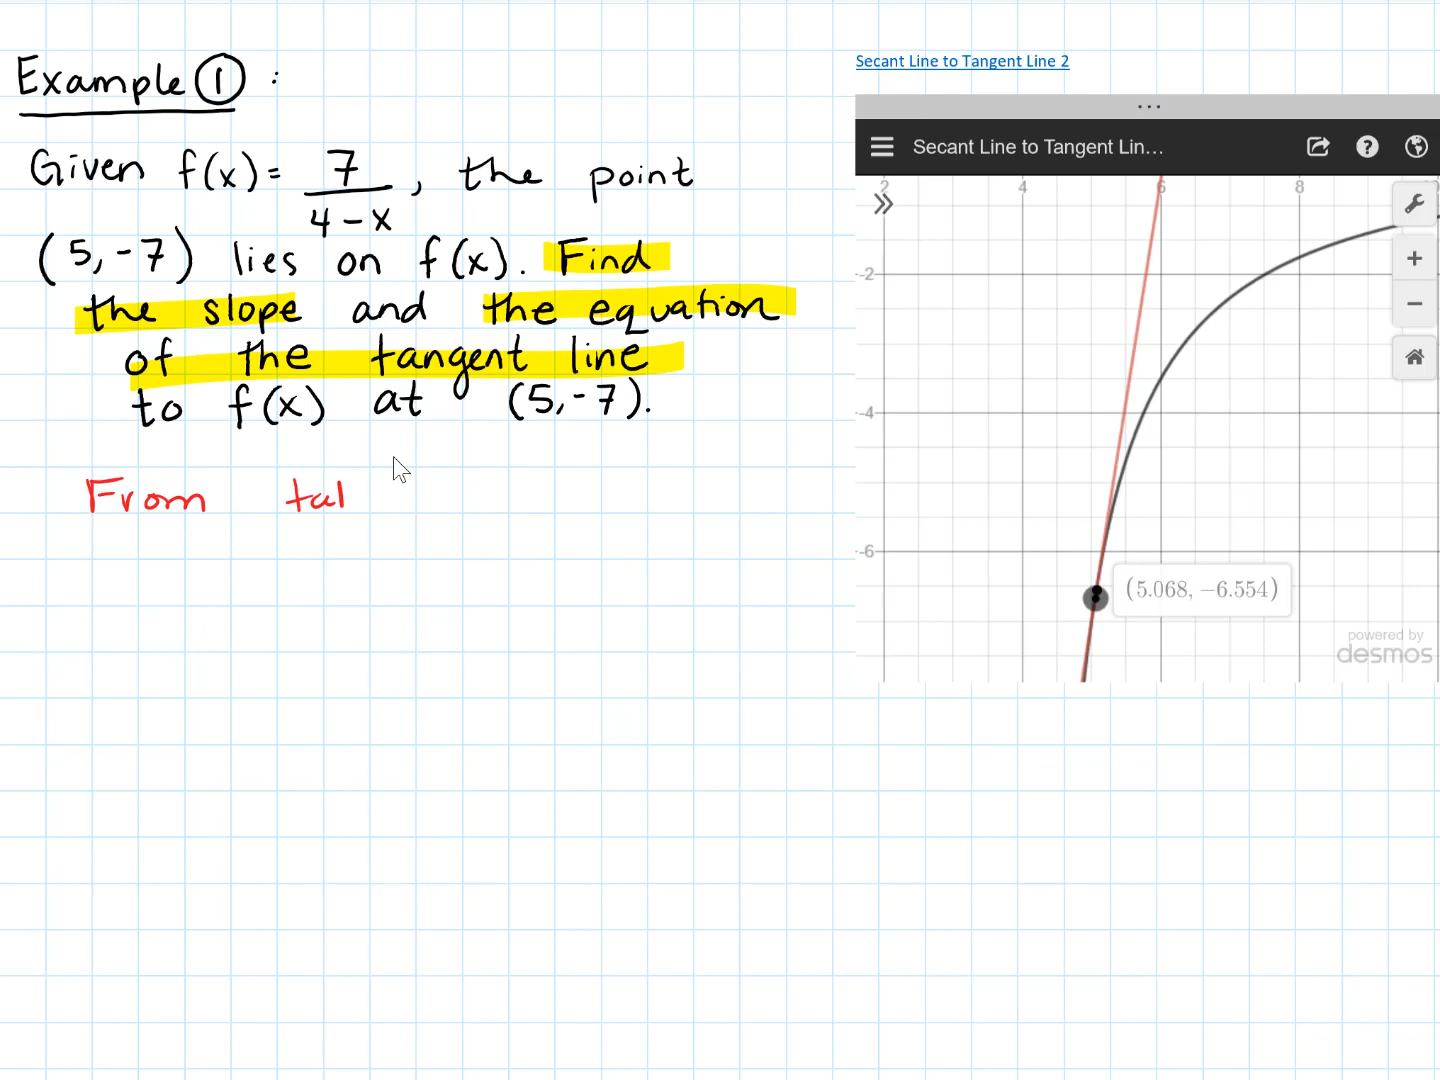 Example ① :
Given f(x) = 7/(4-x), the point
(5,-7) lies on f(x). Find
the slope and the equation
of the tangent line
to f(x) at (5,-7).
From tal
Secant Line to Tangent Line 2
...
Secant Line to Tangent Lin…
2 4 6 8
-2
-4
-6
(5.068, −6.554)
powered by
desmos